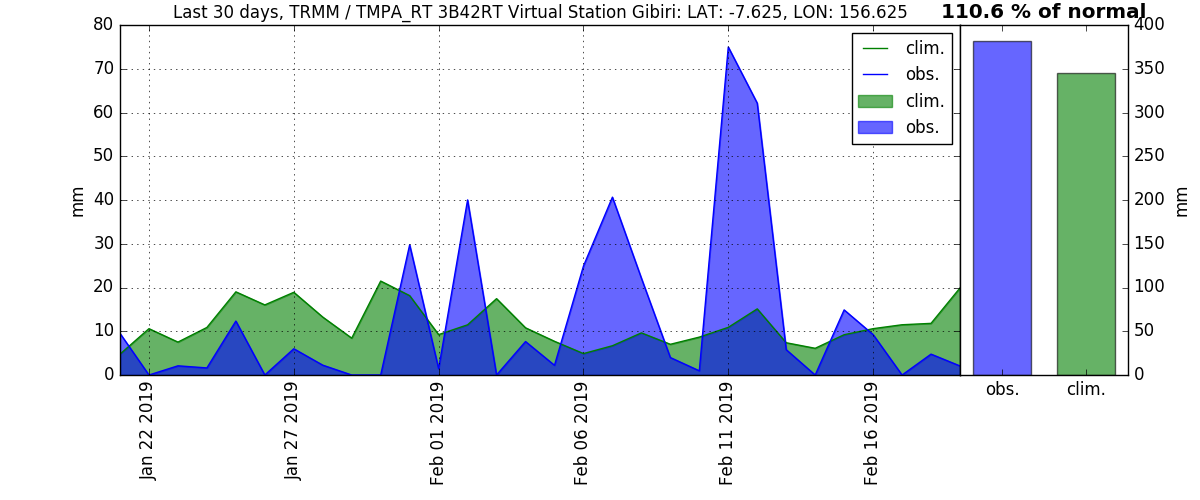 Last 30 days, TRMM / TMPA_RT 3B42RT Virtual Station Gibiri: LAT: -7.625, LON: 156.625
110.6 % of normal
80
70
60
50
40
30
20
10
0
mm
clim.
obs.
clim.
obs.
400
350
300
250
200
150
100
50
0
mm
obs.
clim.
Jan 22 2019
Jan 27 2019
Feb 01 2019
Feb 06 2019
Feb 11 2019
Feb 16 2019